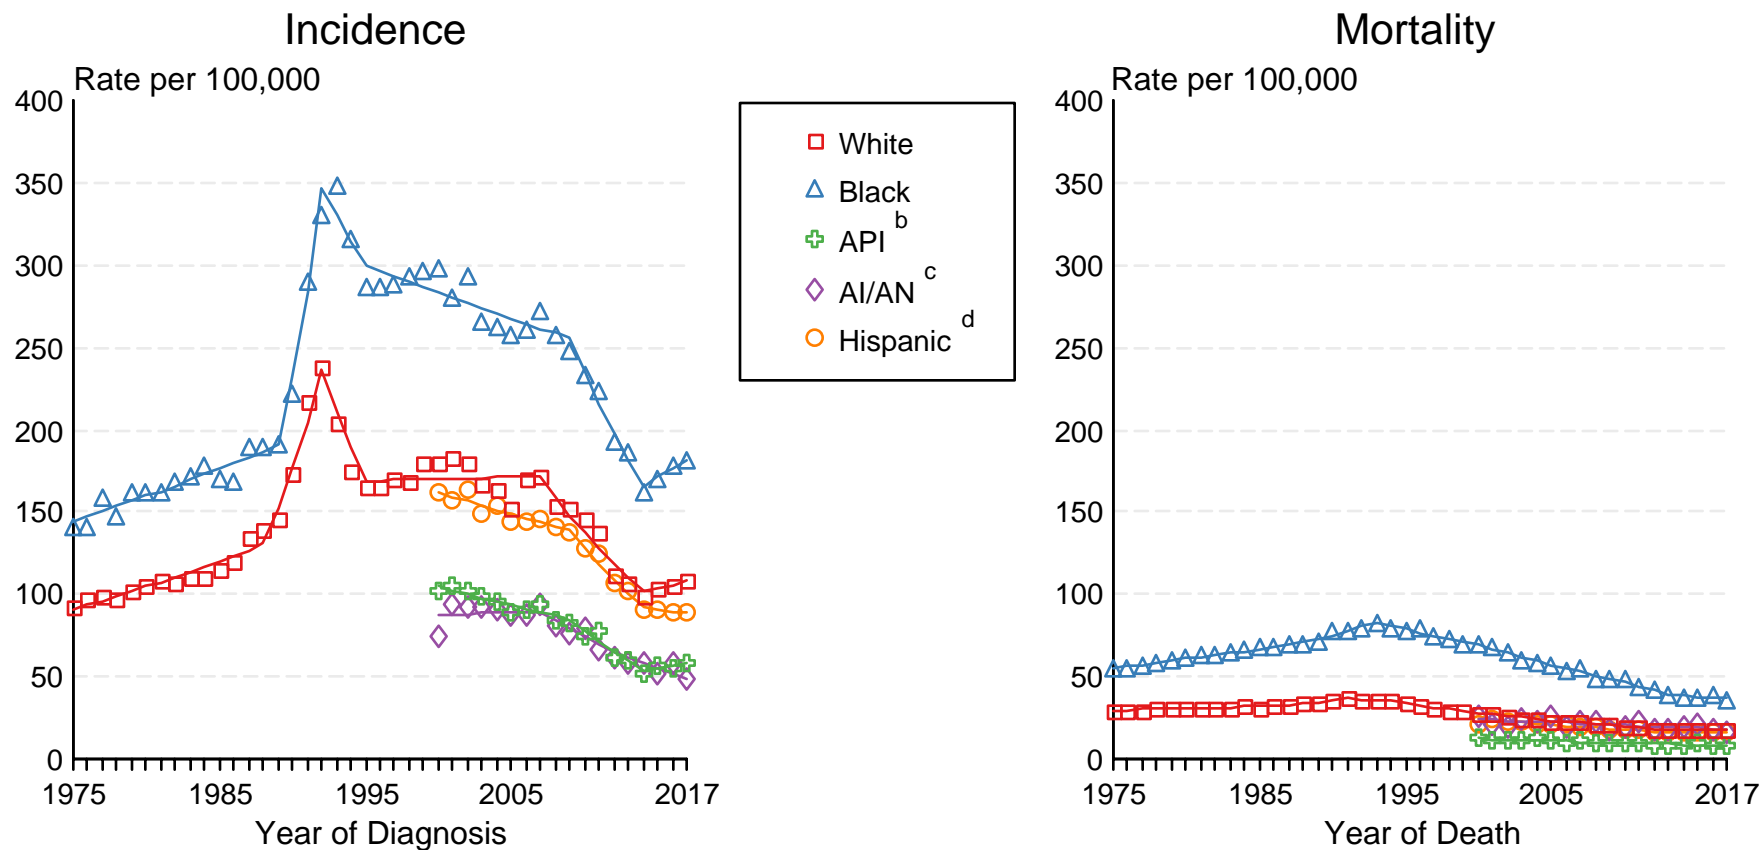 Incidence
Rate per 100,000
400
350
300
250
200
150
100
50
0
1975 1985 1995 2005 2017
Year of Diagnosis
White
Black
API b
AI/AN c
Hispanic d
Mortality
Rate per 100,000
400
350
300
250
200
150
100
50
0
1975 1985 1995 2005 2017
Year of Death